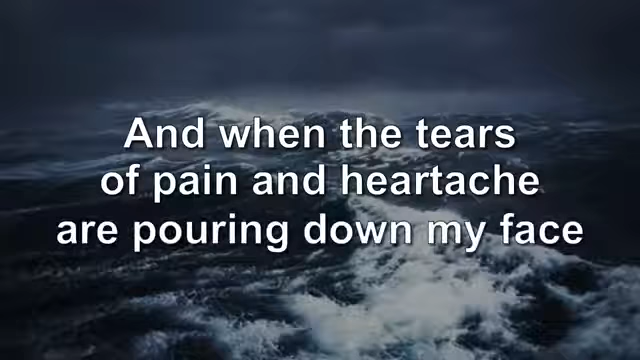 And when the tears
of pain and heartache
are pouring down my face